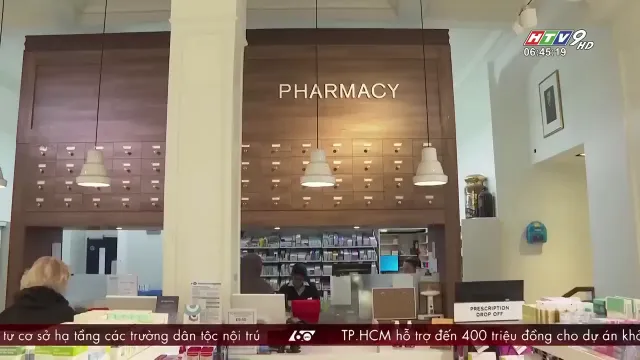 HTV9 HD
06:45:19
PHARMACY
PRESCRIPTION
DROP OFF
tư cơ sở hạ tầng các trường dân tộc nội trú
TP.HCM hỗ trợ đến 400 triệu đồng cho dự án khở